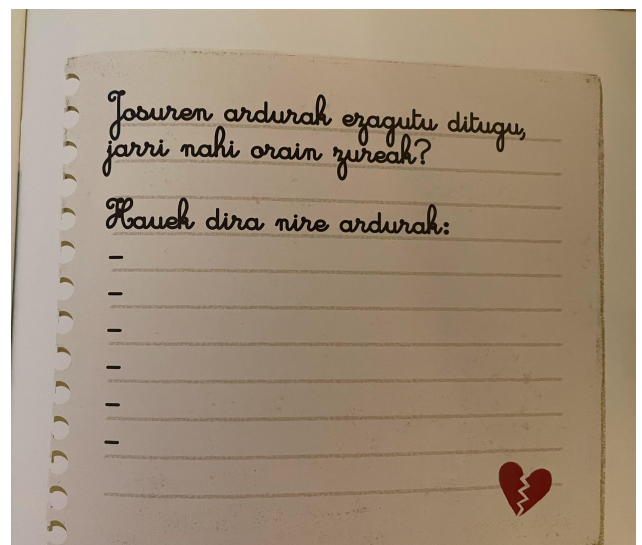 Josuren ardurak ezagutu ditugu,
jarri nahi orain zureak?
Hauek dira nire ardurak:
-
-
-
-
-
-